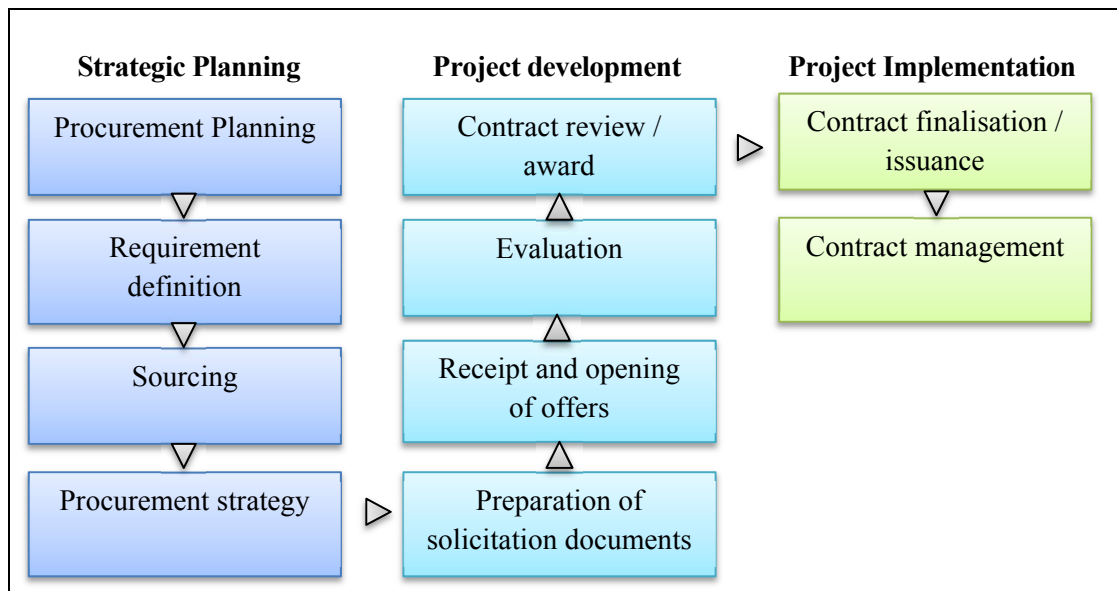 Strategic Planning
Procurement Planning
Requirement
definition
Sourcing
Procurement strategy
Project development
Contract review /
award
Evaluation
Receipt and opening
of offers
Preparation of
solicitation documents
Project Implementation
Contract finalisation /
issuance
Contract management